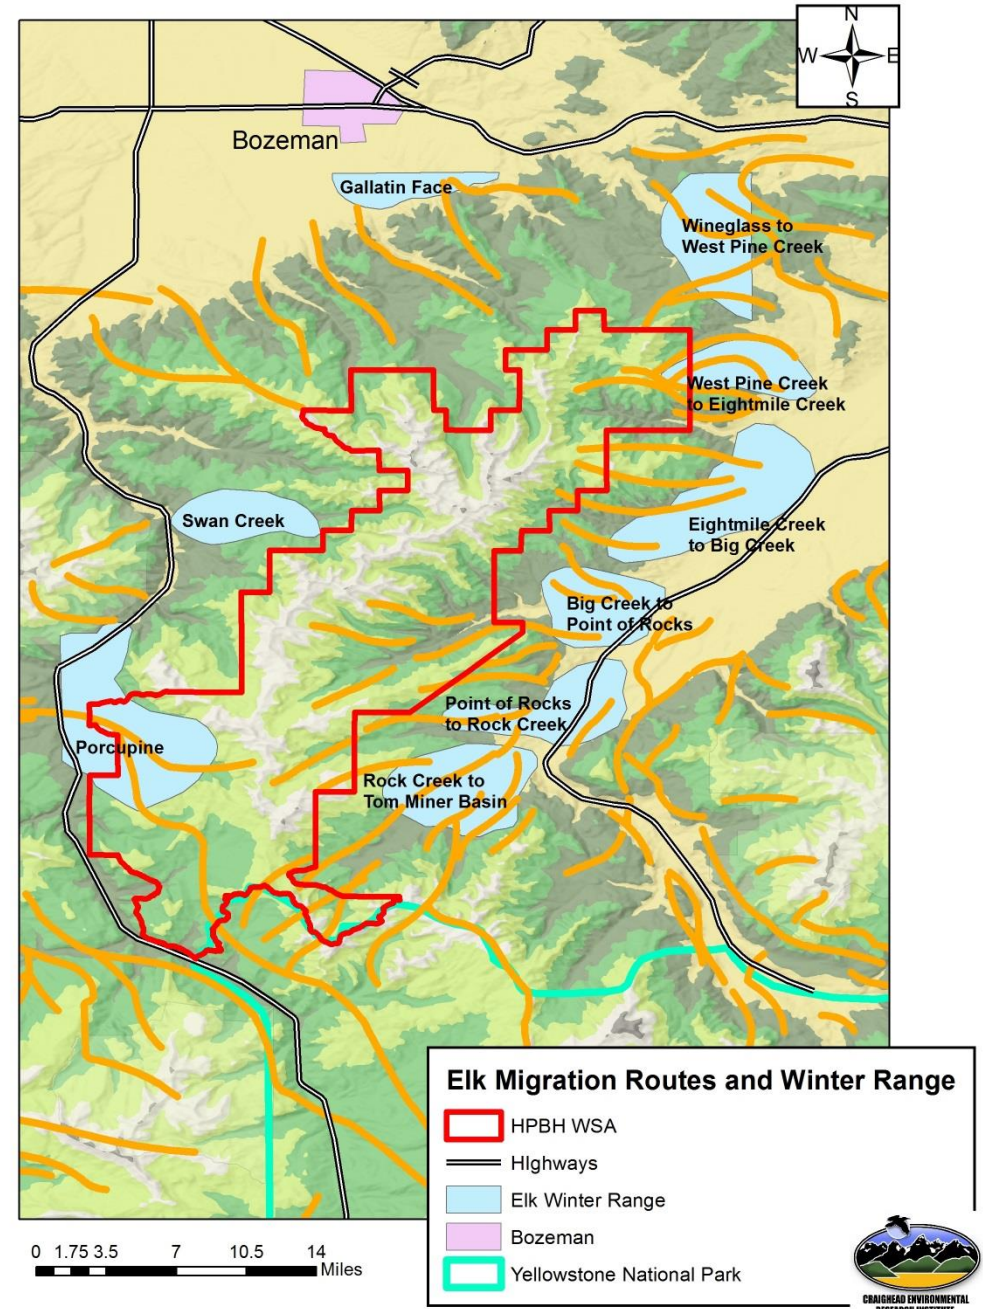 N
W E
S
Bozeman
Gallatin Face
Wineglass to
West Pine Creek
West Pine Creek
to Eightmile Creek
Swan Creek
Eightmile Creek
to Big Creek
Big Creek to
Point of Rocks
Point of Rocks
to Rock Creek
Porcupine
Rock Creek to
Tom Miner Basin
Elk Migration Routes and Winter Range
HPBH WSA
HIghways
Elk Winter Range
Bozeman
Yellowstone National Park
0 1.75 3.5 7 10.5 14
Miles
CRAIGHEAD ENVIRONMENTAL
RESEARCH INSTITUTE